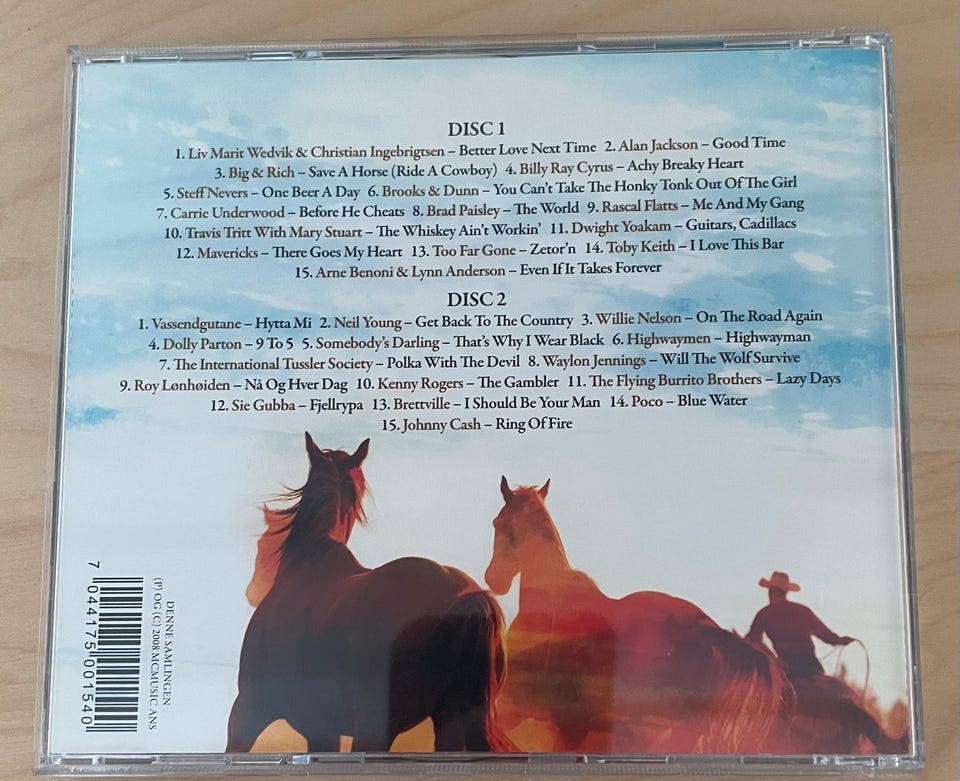 DISC 1
1. Liv Marit Wedvik & Christian Ingebrigtsen – Better Love Next Time 2. Alan Jackson – Good Time
3. Big & Rich – Save A Horse (Ride A Cowboy) 4. Billy Ray Cyrus – Achy Breaky Heart
5. Steff Nevers – One Beer A Day 6. Brooks & Dunn – You Can't Take The Honky Tonk Out Of The Girl
7. Carrie Underwood – Before He Cheats 8. Brad Paisley – The World 9. Rascal Flatts – Me And My Gang
10. Travis Tritt With Mary Stuart – The Whiskey Ain't Workin' 11. Dwight Yoakam – Guitars, Cadillacs
12. Mavericks – There Goes My Heart 13. Too Far Gone – Zetor'n 14. Toby Keith – I Love This Bar
15. Arne Benoni & Lynn Anderson – Even If It Takes Forever
DISC 2
1. Vassendgutane – Hytta Mi 2. Neil Young – Get Back To The Country 3. Willie Nelson – On The Road Again
4. Dolly Parton – 9 To 5 5. Somebody's Darling – That's Why I Wear Black 6. Highwaymen – Highwayman
7. The International Tussler Society – Polka With The Devil 8. Waylon Jennings – Will The Wolf Survive
9. Roy Lønhøiden – Nå Og Hver Dag 10. Kenny Rogers – The Gambler 11. The Flying Burrito Brothers – Lazy Days
12. Sie Gubba – Fjellrypa 13. Brettville – I Should Be Your Man 14. Poco – Blue Water
15. Johnny Cash – Ring Of Fire
DENNE SAMLINGEN
(P) OG (C) 2008 MCMUSIC ANS
7 044175 001540